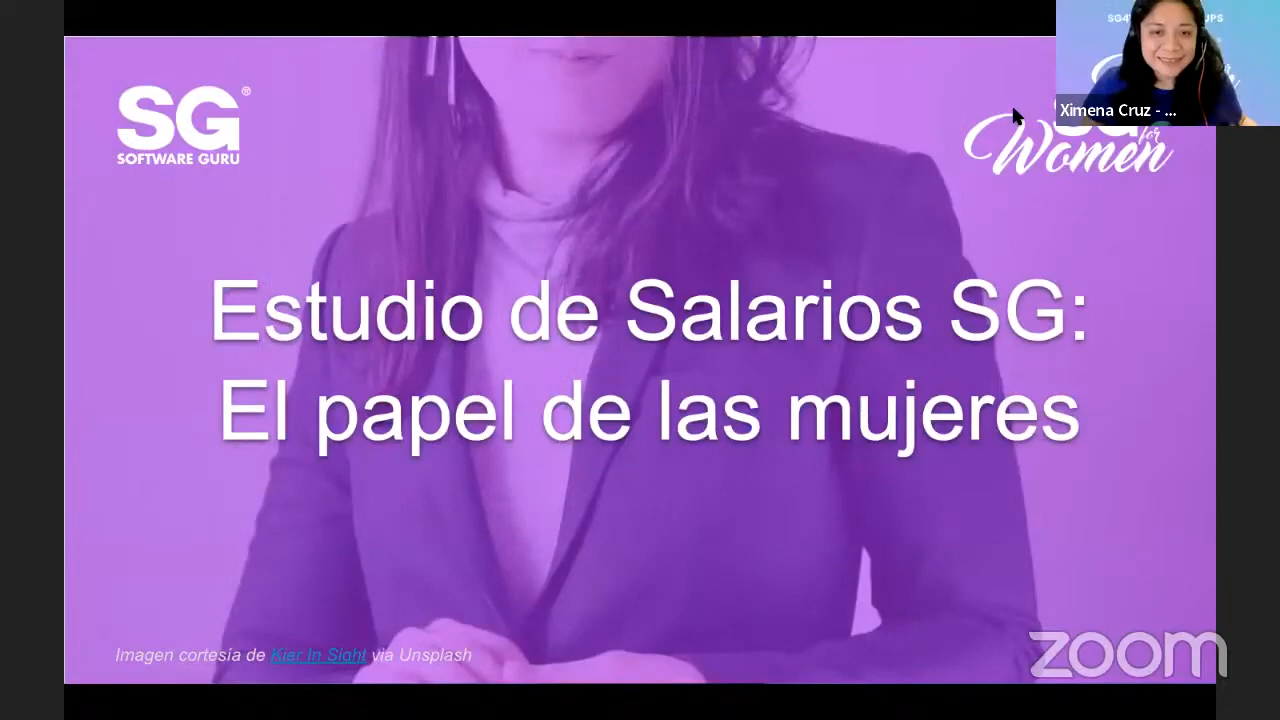 SG®
SOFTWARE GURU
Ximena Cruz - ...
SG
for
Women
Estudio de Salarios SG:
El papel de las mujeres
Imagen cortesía de Kier In Sight via Unsplash
zoom